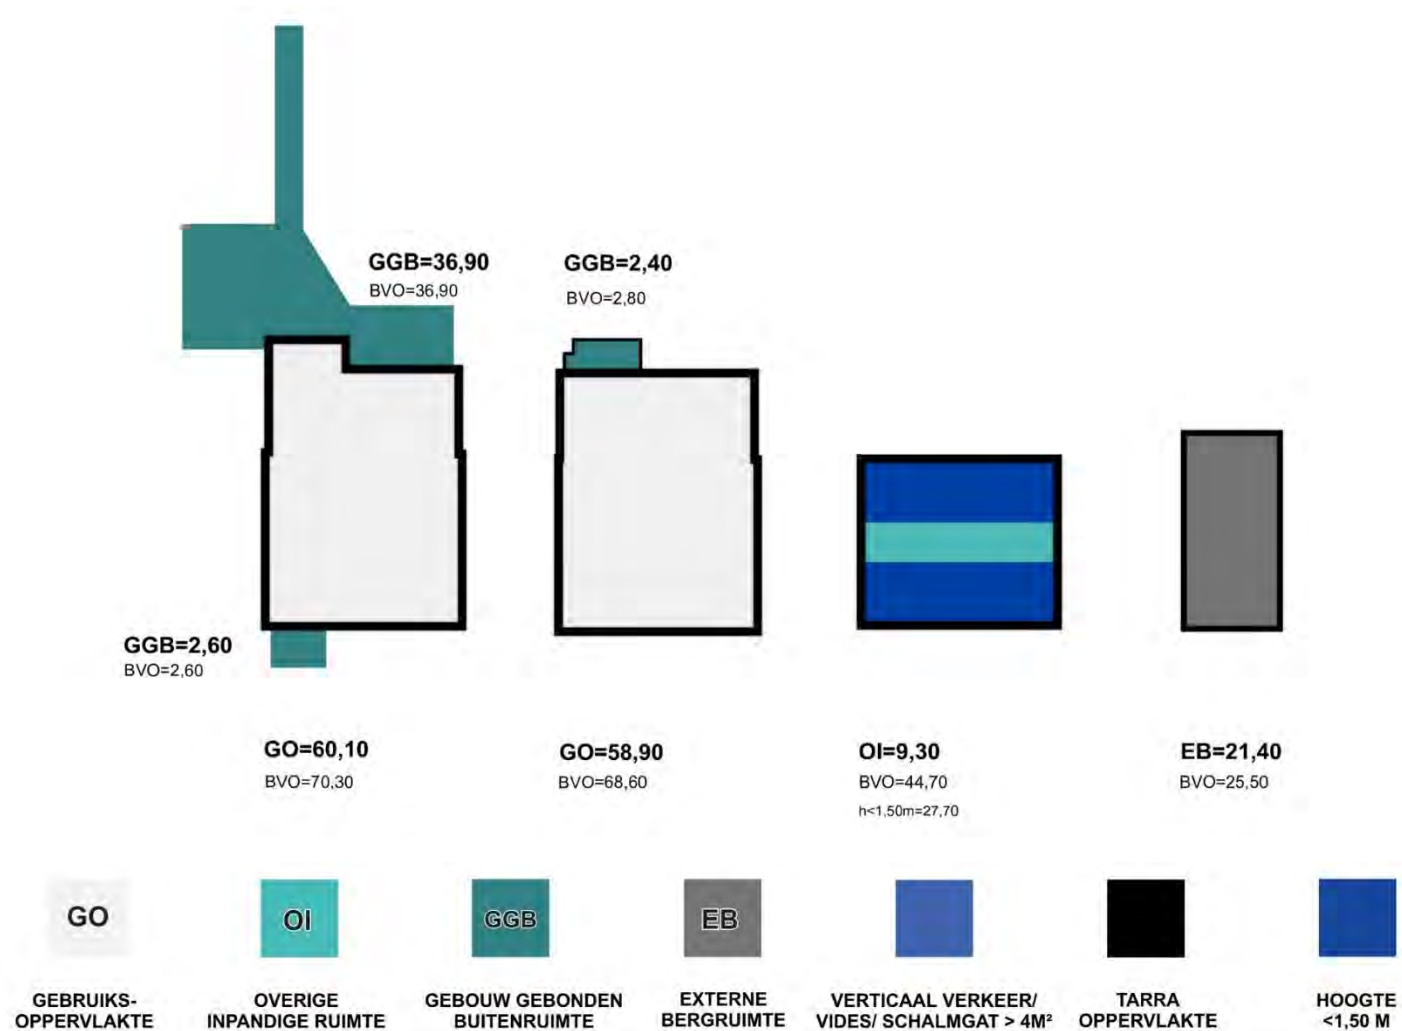 GGB=36,90
BVO=36,90
GGB=2,40
BVO=2,80
GGB=2,60
BVO=2,60
GO=60,10
BVO=70,30
GO=58,90
BVO=68,60
OI=9,30
BVO=44,70
h<1,50m=27,70
EB=21,40
BVO=25,50
GO
OI
GGB
EB
GEBRUIKS-
OPPERVLAKTE
OVERIGE
INPANDIGE RUIMTE
GEBOUW GEBONDEN
BUITENRUIMTE
EXTERNE
BERGRUIMTE
VERTICAAL VERKEER/
VIDES/ SCHALMGAT > 4M²
TARRA
OPPERVLAKTE
HOOGTE
<1,50 M